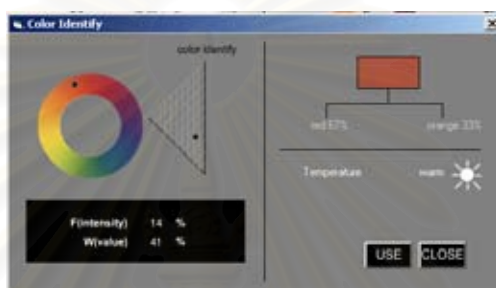 Color Identify
color identify
F(intensity) 14 %
W(value) 41 %
red 67% orange 33%
Temperature warm
USE CLOSE